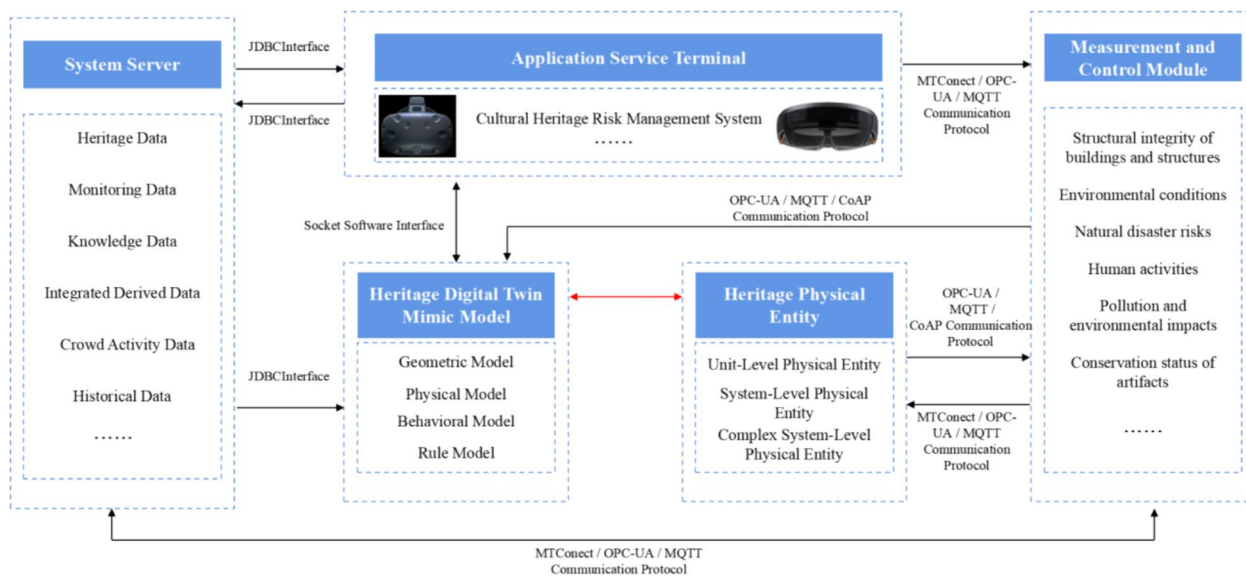 System Server
Heritage Data
Monitoring Data
Knowledge Data
Integrated Derived Data
Crowd Activity Data
Historical Data
......
JDBCInterface
JDBCInterface
Application Service Terminal
Cultural Heritage Risk Management System
......
MTConect / OPC-
UA / MQTT
Communication
Protocol
Measurement and
Control Module
Structural integrity of
buildings and structures
Environmental conditions
Natural disaster risks
Human activities
Pollution and
environmental impacts
Conservation status of
artifacts
......
Socket Software Interface
OPC-UA / MQTT / CoAP
Communication Protocol
JDBCInterface
Heritage Digital Twin
Mimic Model
Geometric Model
Physical Model
Behavioral Model
Rule Model
Heritage Physical
Entity
Unit-Level Physical Entity
System-Level Physical
Entity
Complex System-Level
Physical Entity
OPC-UA /
MQTT /
CoAP Communication
Protocol
MTConect / OPC-
UA / MQTT
Communication
Protocol
MTConect / OPC-UA / MQTT
Communication Protocol